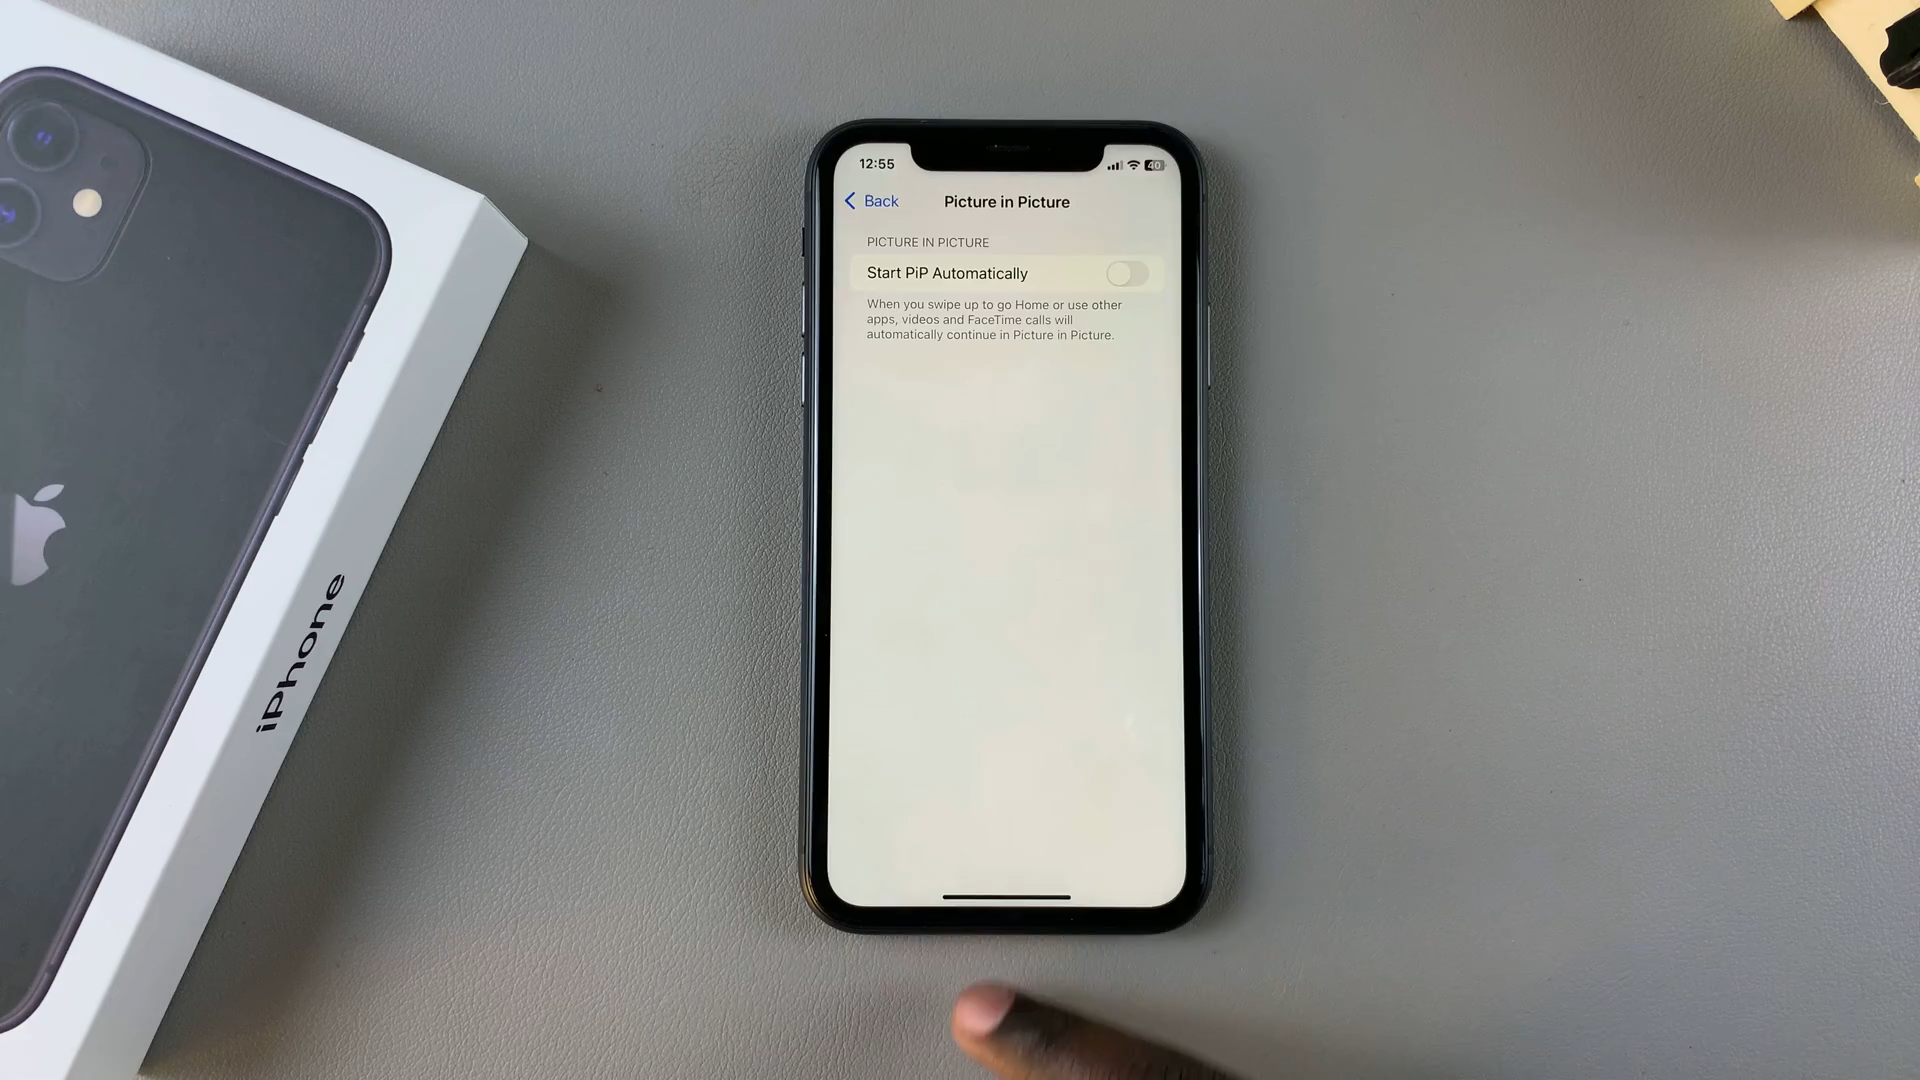 iPhone
12:55
40
Back
Picture in Picture
PICTURE IN PICTURE
Start PiP Automatically
When you swipe up to go Home or use other
apps, videos and FaceTime calls will
automatically continue in Picture in Picture.